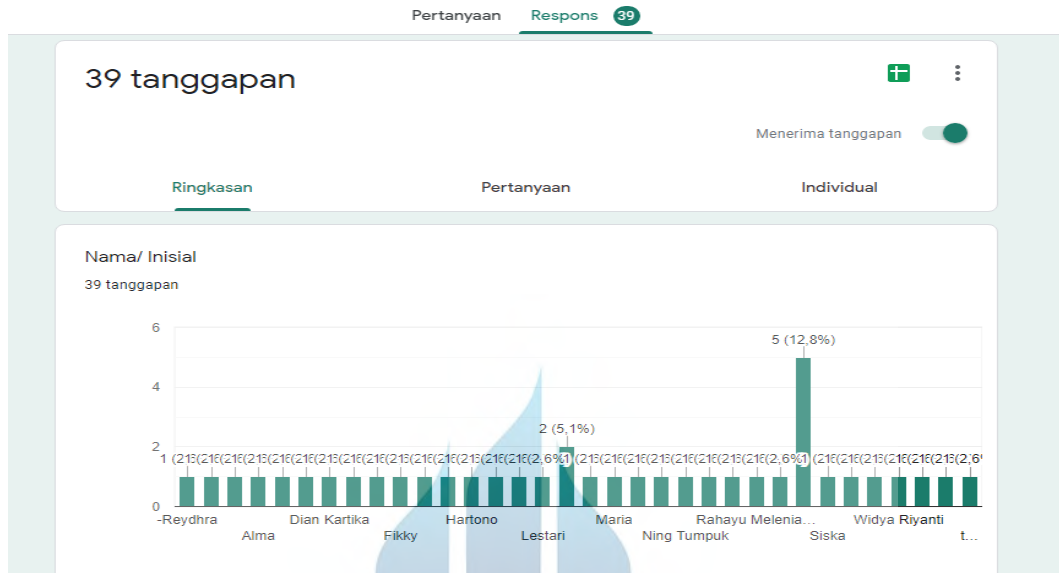 Pertanyaan Respons 39
39 tanggapan
Menerima tanggapan
Ringkasan Pertanyaan Individual
Nama/ Inisial
39 tanggapan
6
5 (12,8%)
4
2 (5,1%)
2
0
-Reydhra Dian Kartika Hartono Maria Rahayu Melenia... Widya Riyanti
Alma Fikky Lestari Ning Tumpuk Siska t...